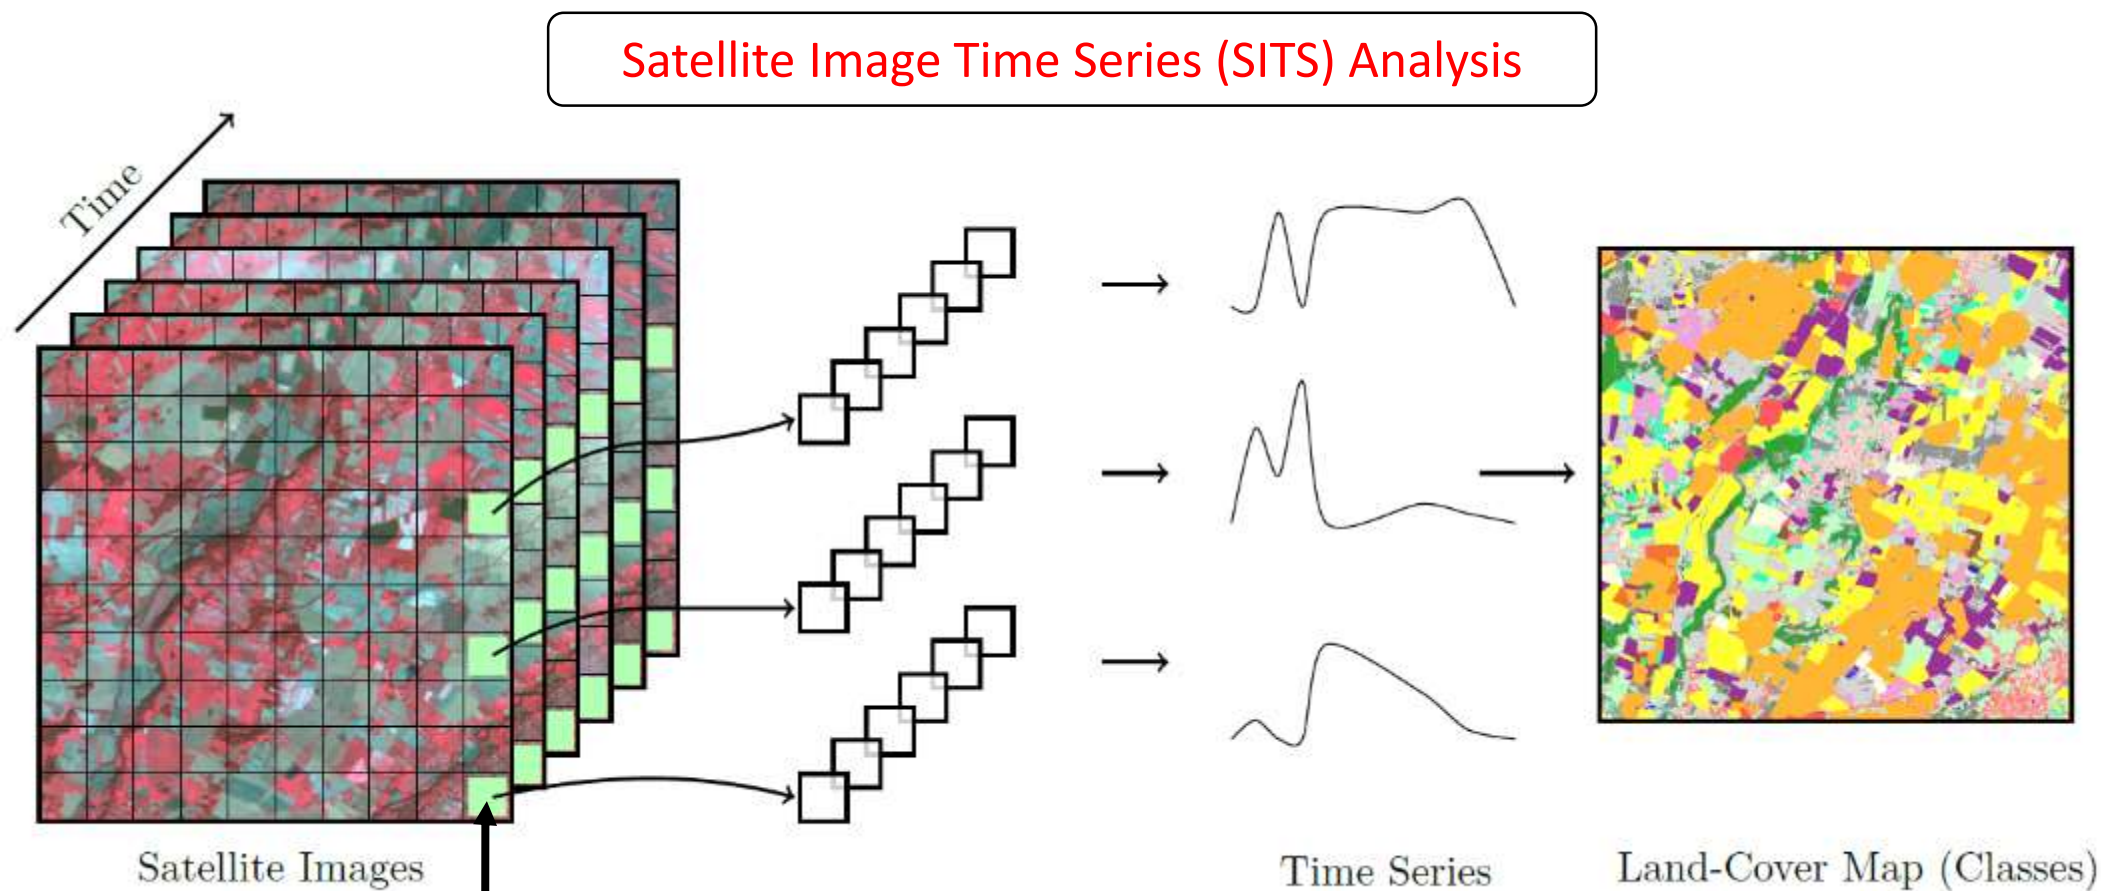 Satellite Image Time Series (SITS) Analysis
Time
Satellite Images
Time Series
Land-Cover Map (Classes)